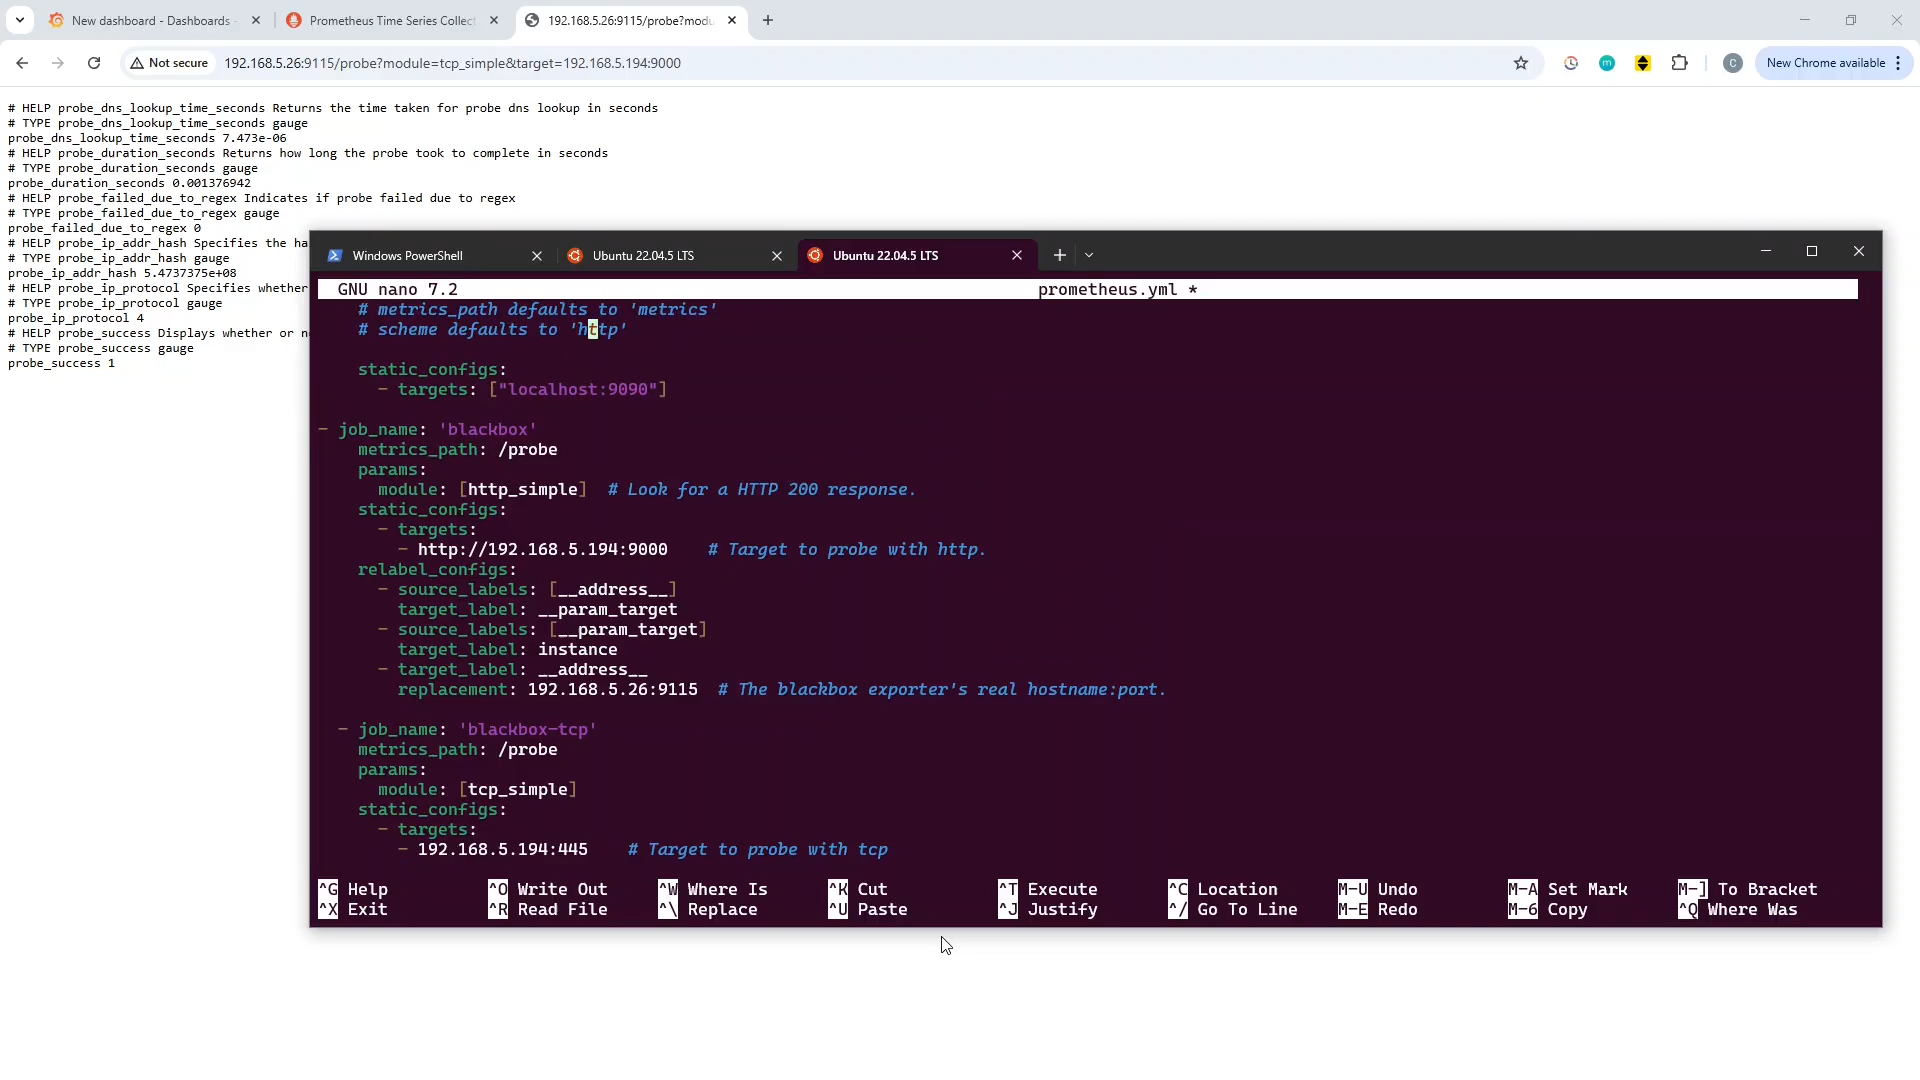 New dashboard - Dashboards -
Prometheus Time Series Collect
192.168.5.26:9115/probe?modu
Not secure
192.168.5.26:9115/probe?module=tcp_simple&target=192.168.5.194:9000
New Chrome available
# HELP probe_dns_lookup_time_seconds Returns the time taken for probe dns lookup in seconds
# TYPE probe_dns_lookup_time_seconds gauge
probe_dns_lookup_time_seconds 7.473e-06
# HELP probe_duration_seconds Returns how long the probe took to complete in seconds
# TYPE probe_duration_seconds gauge
probe_duration_seconds 0.001376942
# HELP probe_failed_due_to_regex Indicates if probe failed due to regex
# TYPE probe_failed_due_to_regex gauge
probe_failed_due_to_regex 0
# HELP probe_ip_addr_hash Specifies the ha
# TYPE probe_ip_addr_hash gauge
probe_ip_addr_hash 5.4737375e+08
# HELP probe_ip_protocol Specifies whether
# TYPE probe_ip_protocol gauge
probe_ip_protocol 4
# HELP probe_success Displays whether or n
# TYPE probe_success gauge
probe_success 1
Windows PowerShell
Ubuntu 22.04.5 LTS
Ubuntu 22.04.5 LTS
GNU nano 7.2
prometheus.yml *
# metrics_path defaults to 'metrics'
# scheme defaults to 'http'
static_configs:
- targets: ["localhost:9090"]
- job_name: 'blackbox'
metrics_path: /probe
params:
module: [http_simple]  # Look for a HTTP 200 response.
static_configs:
- targets:
- http://192.168.5.194:9000    # Target to probe with http.
relabel_configs:
- source_labels: [__address__]
target_label: __param_target
- source_labels: [__param_target]
target_label: instance
- target_label: __address__
replacement: 192.168.5.26:9115  # The blackbox exporter's real hostname:port.
- job_name: 'blackbox-tcp'
metrics_path: /probe
params:
module: [tcp_simple]
static_configs:
- targets:
- 192.168.5.194:445    # Target to probe with tcp
^G Help ^O Write Out ^W Where Is ^K Cut ^T Execute ^C Location M-U Undo M-A Set Mark M-] To Bracket
^X Exit ^R Read File ^\ Replace ^U Paste ^J Justify ^/ Go To Line M-E Redo M-6 Copy ^Q Where Was